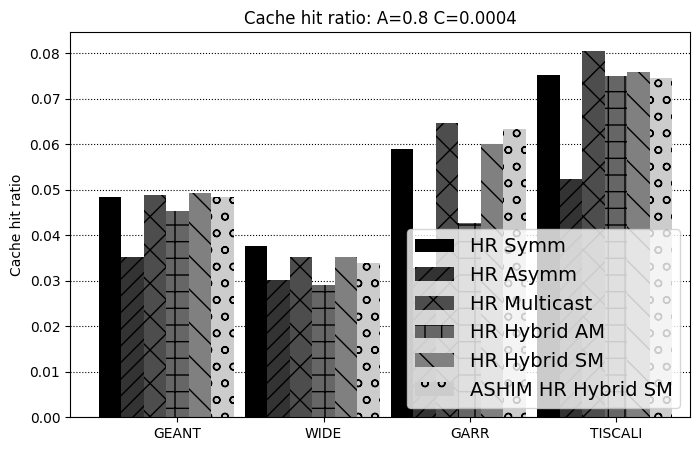 Cache hit ratio: A=0.8 C=0.0004
Cache hit ratio
0.08
0.07
0.06
0.05
0.04
0.03
0.02
0.01
0.00
HR Symm
HR Asymm
HR Multicast
HR Hybrid AM
HR Hybrid SM
ASHIM HR Hybrid SM
GEANT WIDE GARR TISCALI